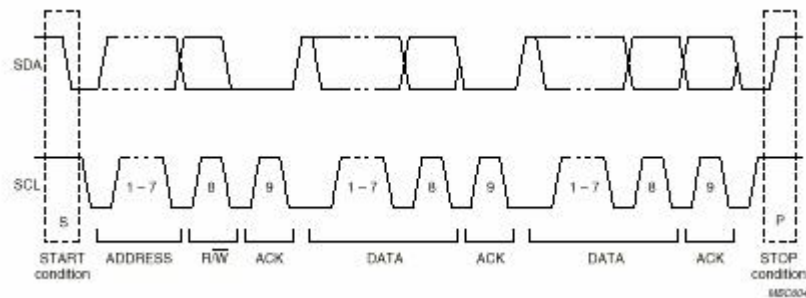 SDA
SCL
1 – 7 8 9 1 – 7 8 9 1 – 7 8 9
S P
START condition ADDRESS R/W̅ ACK DATA ACK DATA ACK STOP condition